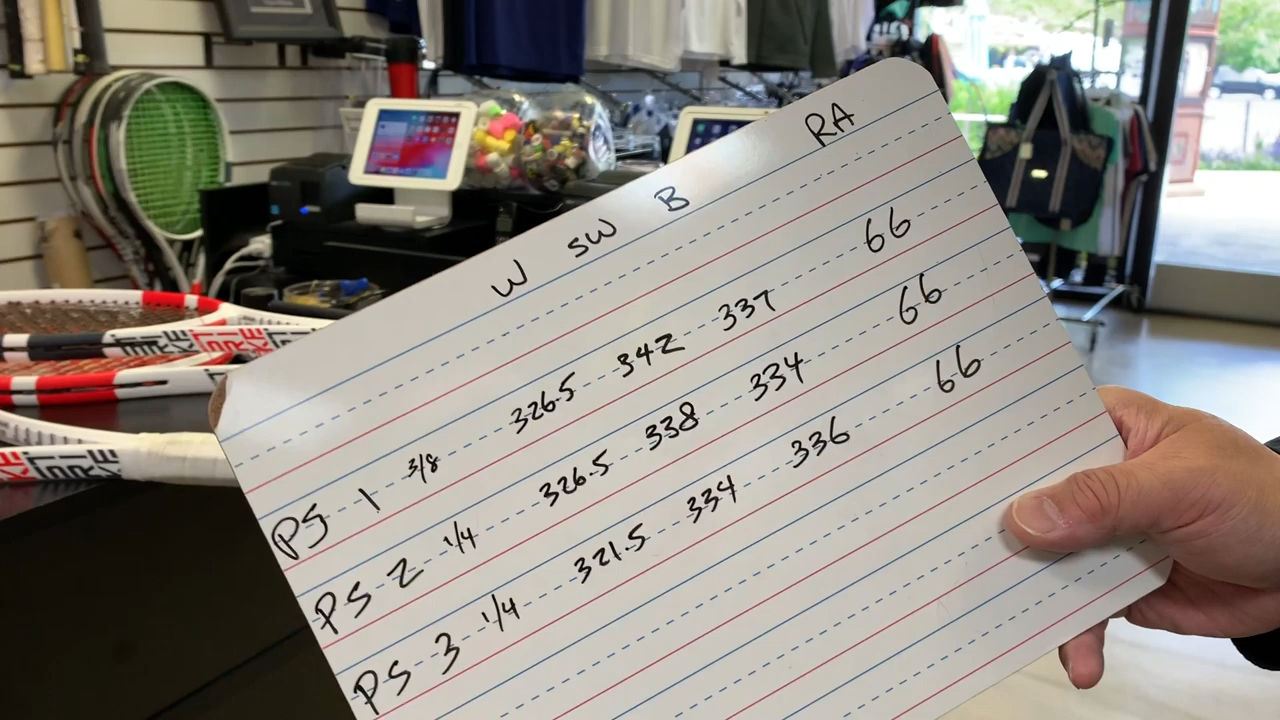 W SW B RA
PS 1 3/8 326.5 342 337 66
PS 2 1/4 326.5 338 334 66
PS 3 1/4 321.5 334 336 66